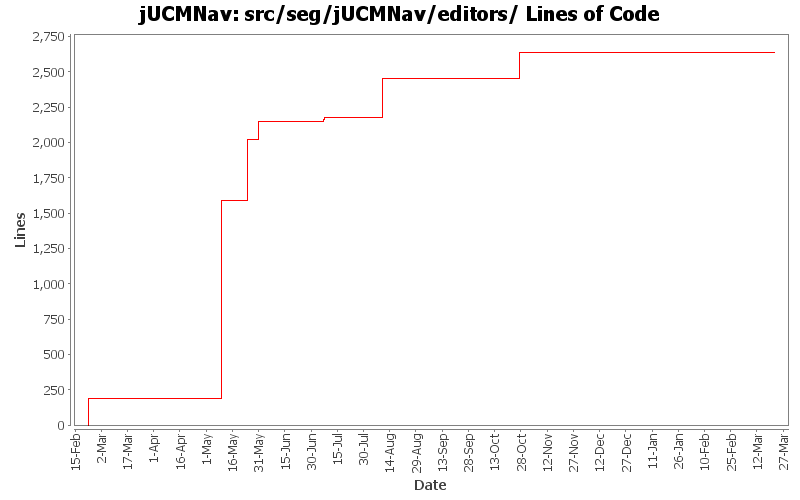 jUCMNav: src/seg/jUCMNav/editors/ Lines of Code
2,750
2,500
2,250
2,000
1,750
1,500
1,250
1,000
750
500
250
0
Lines
15-Feb
2-Mar
17-Mar
1-Apr
16-Apr
1-May
16-May
31-May
15-Jun
30-Jun
15-Jul
30-Jul
14-Aug
29-Aug
13-Sep
28-Sep
13-Oct
28-Oct
12-Nov
27-Nov
12-Dec
27-Dec
11-Jan
26-Jan
10-Feb
25-Feb
12-Mar
27-Mar
Date